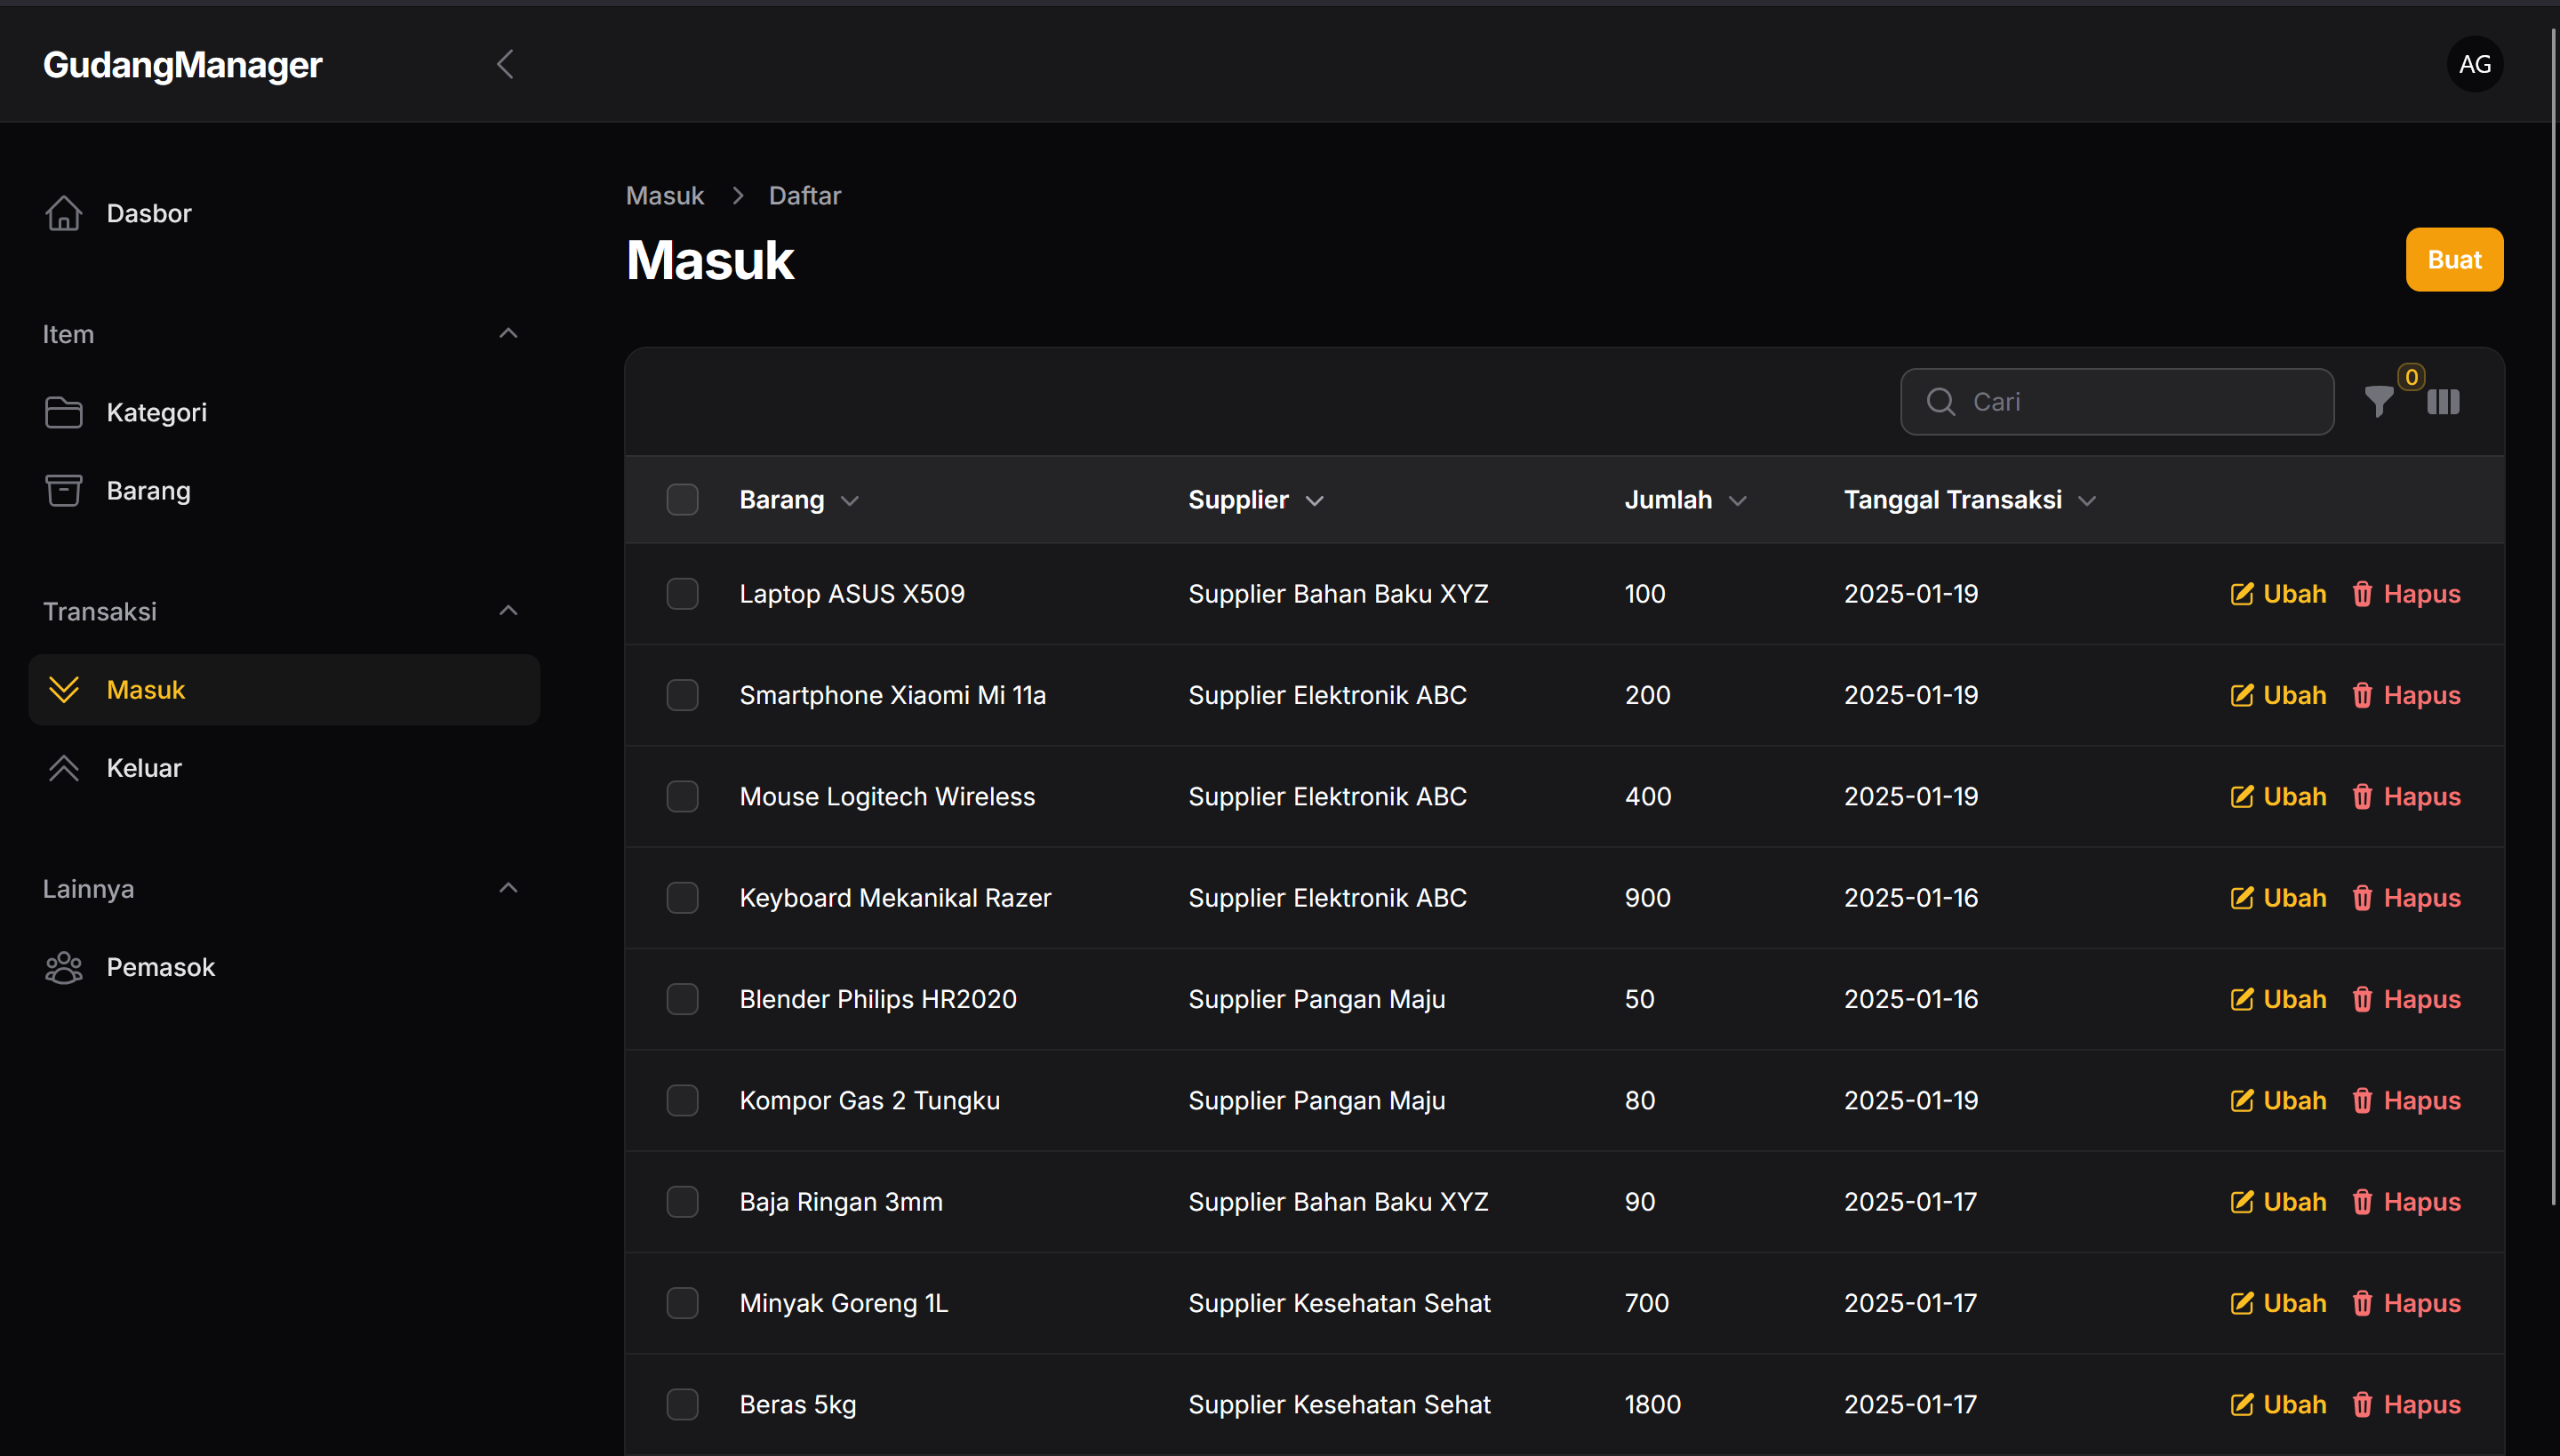 GudangManager
AG
Dasbor
Item
Kategori
Barang
Transaksi
Masuk
Keluar
Lainnya
Pemasok
Masuk Daftar
Masuk
Buat
Cari
0
Barang Supplier Jumlah Tanggal Transaksi
Laptop ASUS X509 Supplier Bahan Baku XYZ 100 2025-01-19 Ubah Hapus
Smartphone Xiaomi Mi 11a Supplier Elektronik ABC 200 2025-01-19 Ubah Hapus
Mouse Logitech Wireless Supplier Elektronik ABC 400 2025-01-19 Ubah Hapus
Keyboard Mekanikal Razer Supplier Elektronik ABC 900 2025-01-16 Ubah Hapus
Blender Philips HR2020 Supplier Pangan Maju 50 2025-01-16 Ubah Hapus
Kompor Gas 2 Tungku Supplier Pangan Maju 80 2025-01-19 Ubah Hapus
Baja Ringan 3mm Supplier Bahan Baku XYZ 90 2025-01-17 Ubah Hapus
Minyak Goreng 1L Supplier Kesehatan Sehat 700 2025-01-17 Ubah Hapus
Beras 5kg Supplier Kesehatan Sehat 1800 2025-01-17 Ubah Hapus